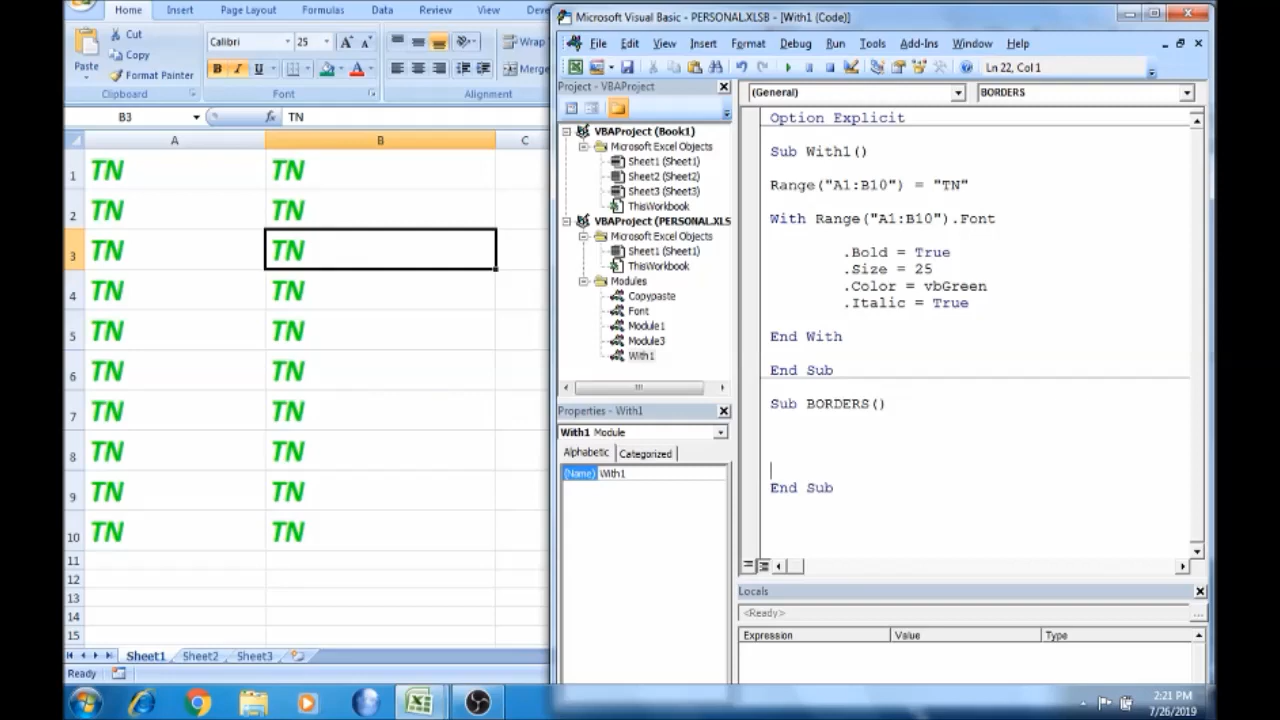 Home Insert Page Layout Formulas Data Review View
Microsoft Visual Basic - PERSONAL.XLSB - [With1 (Code)]
File Edit View Insert Format Debug Run Tools Add-Ins Window Help
Paste
Cut
Copy
Format Painter
Clipboard
Calibri 25 A A
B I U A
Font
Wrap
Merge
Alignment
Ln 22, Col 1
B3 fx TN
A B C
1 TN TN
2 TN TN
3 TN TN
4 TN TN
5 TN TN
6 TN TN
7 TN TN
8 TN TN
9 TN TN
10 TN TN
11
12
13
14
15
Sheet1 Sheet2 Sheet3
Ready
Project - VBAProject
VBAProject (Book1)
Microsoft Excel Objects
Sheet1 (Sheet1)
Sheet2 (Sheet2)
Sheet3 (Sheet3)
ThisWorkbook
VBAProject (PERSONAL.XLS
Microsoft Excel Objects
Sheet1 (Sheet1)
ThisWorkbook
Modules
Copypaste
Font
Module1
Module3
With1
Properties - With1
With1 Module
Alphabetic Categorized
(Name) With1
(General) BORDERS
Option Explicit
Sub With1()
Range("A1:B10") = "TN"
With Range("A1:B10").Font
.Bold = True
.Size = 25
.Color = vbGreen
.Italic = True
End With
End Sub
Sub BORDERS()
End Sub
Locals
<Ready>
Expression Value Type
2:21 PM
7/26/2019